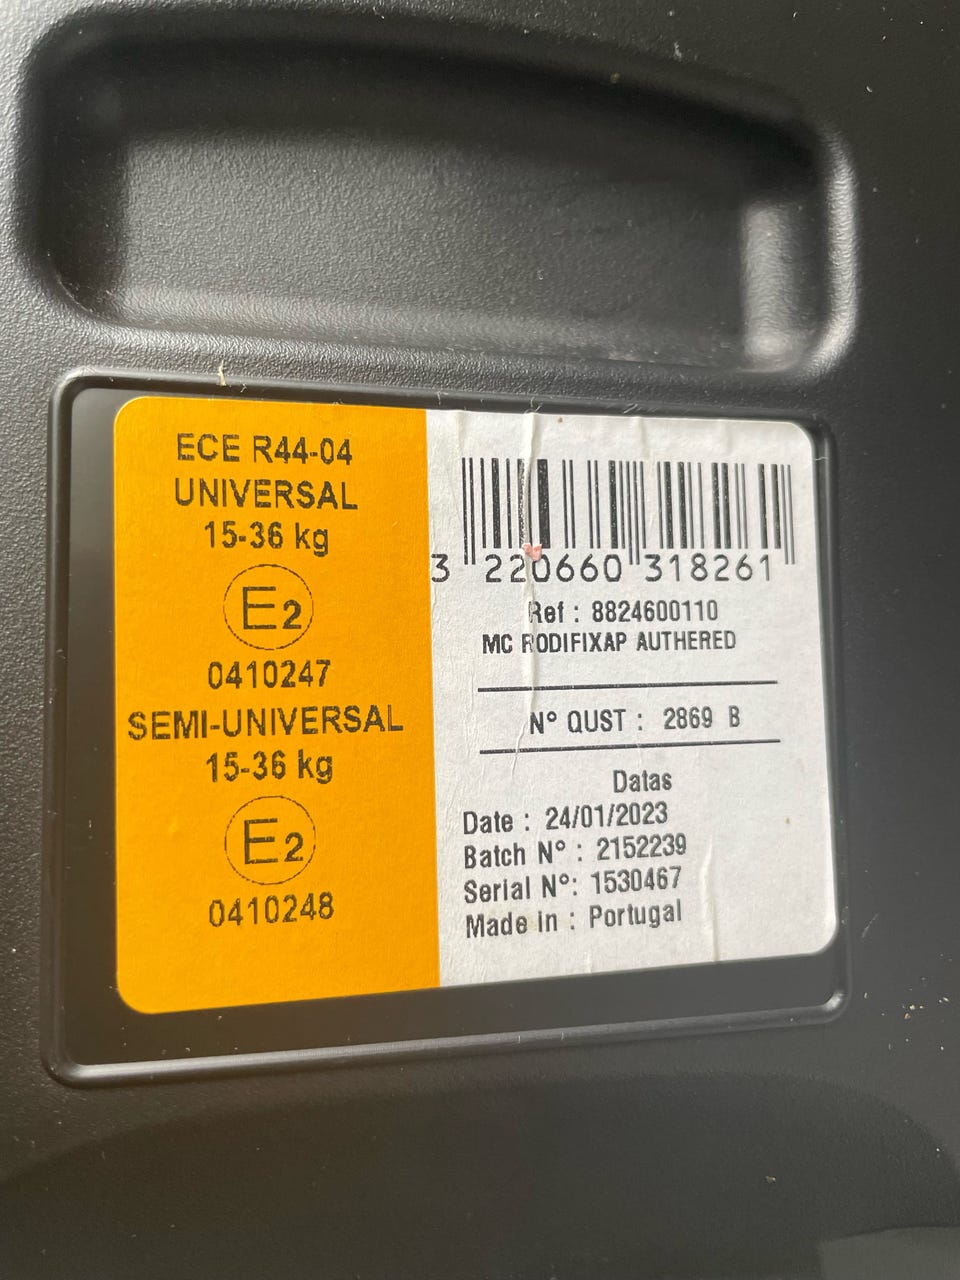 ECE R44-04
UNIVERSAL
15-36 kg
E2
0410247
SEMI-UNIVERSAL
15-36 kg
E2
0410248
3 220660 318261
Ref : 8824600110
MC RODIFIXAP AUTHERED
N° QUST : 2869 B
Datas
Date : 24/01/2023
Batch N° : 2152239
Serial N°: 1530467
Made in : Portugal